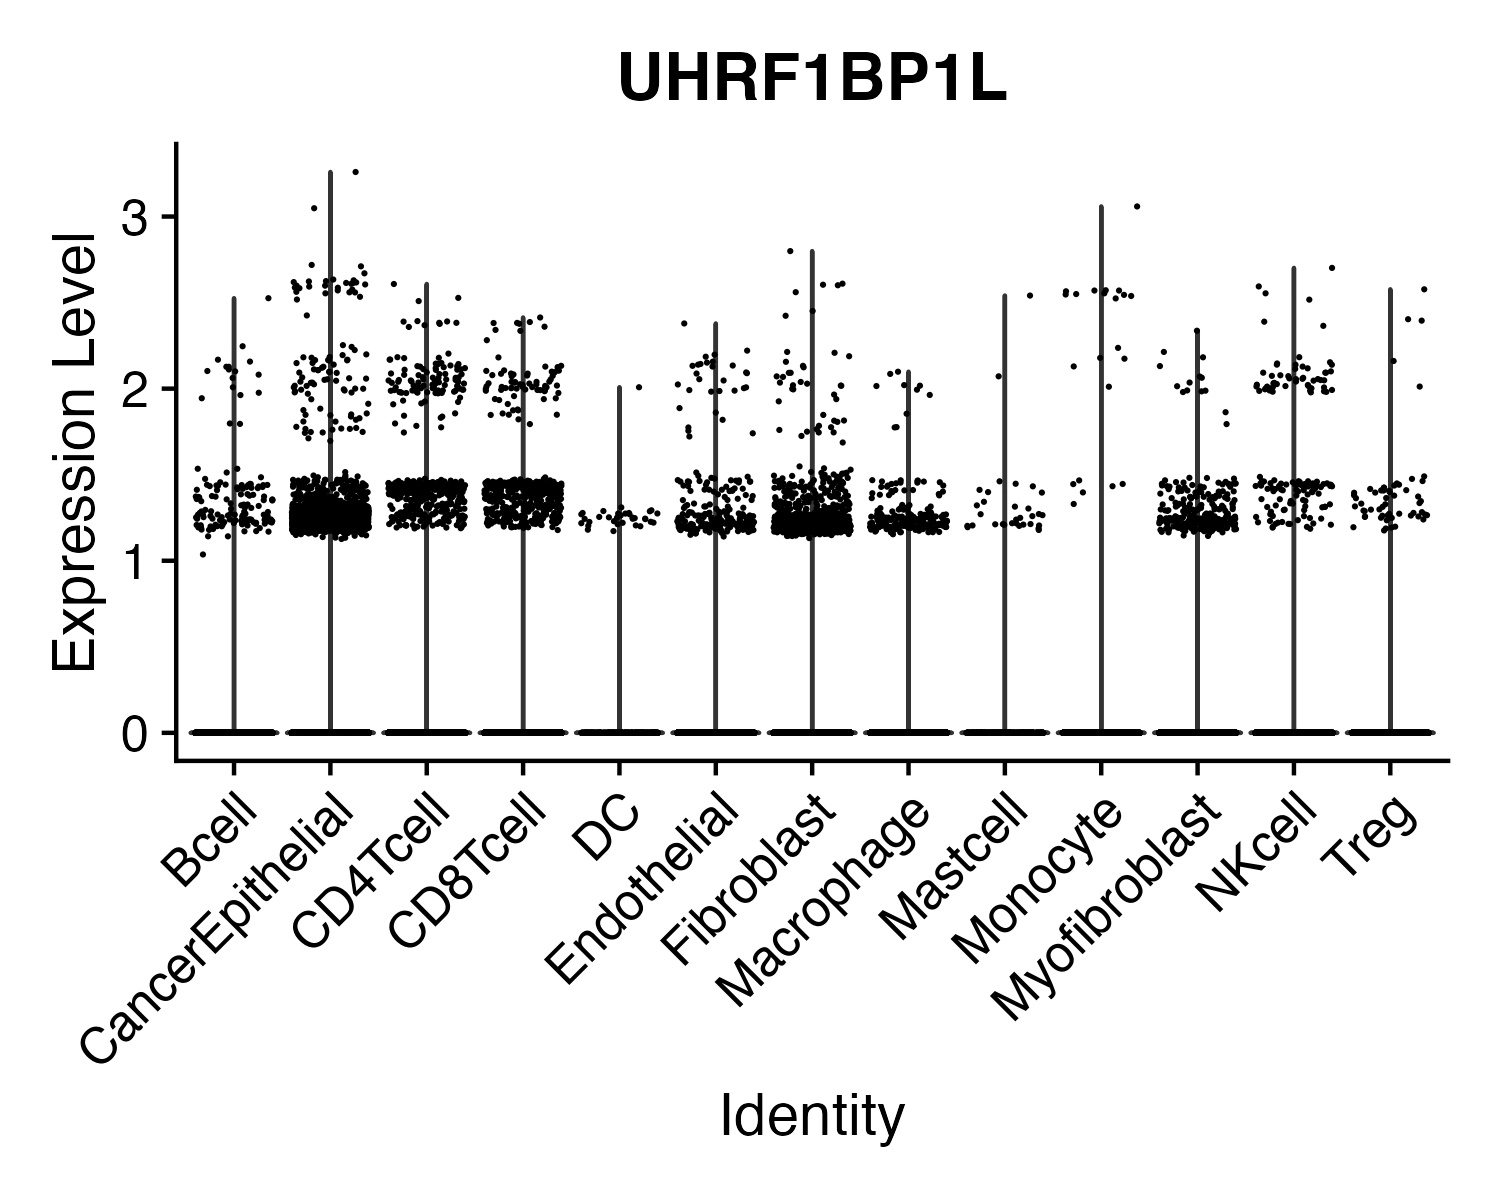 UHRF1BP1L
Expression Level
3
2
1
0
Bcell
CancerEpithelial
CD4Tcell
CD8Tcell
DC
Endothelial
Fibroblast
Macrophage
Mastcell
Monocyte
Myofibroblast
NKcell
Treg
Identity